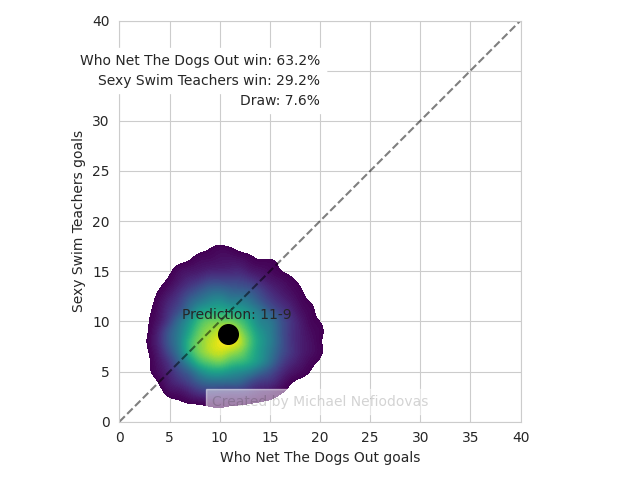 Who Net The Dogs Out win: 63.2%
Sexy Swim Teachers win: 29.2%
Draw: 7.6%
40
30
25
20
15
10
5
0
Sexy Swim Teachers goals
Prediction: 11-9
Created by Michael Nefiodovas
0 5 10 15 20 25 30 35 40
Who Net The Dogs Out goals